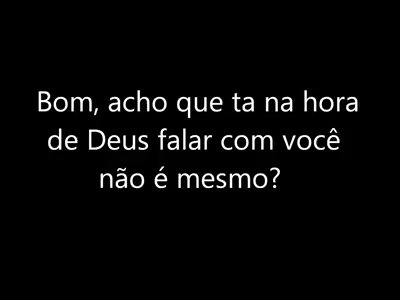 Bom, acho que ta na hora
de Deus falar com você
não é mesmo?